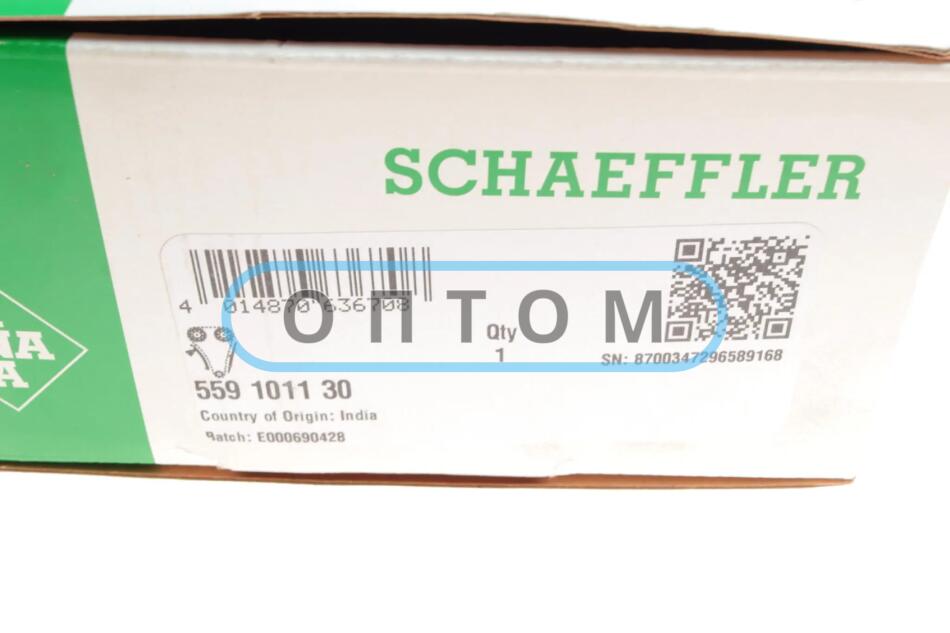 SCHAEFFLER
4 014870 636708
ОПТОМ
Qty
1
SN: 8700347296589168
559 1011 30
Country of Origin: India
Batch: E000690428